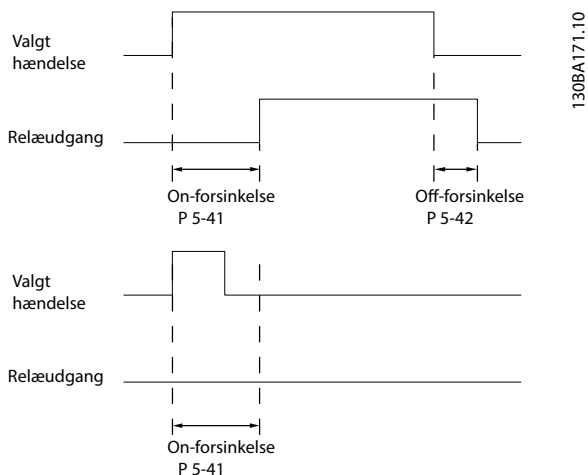 130BA171.10
Valgt
hændelse
Relæudgang
On-forsinkelse
P 5-41
Off-forsinkelse
P 5-42
Valgt
hændelse
Relæudgang
On-forsinkelse
P 5-41